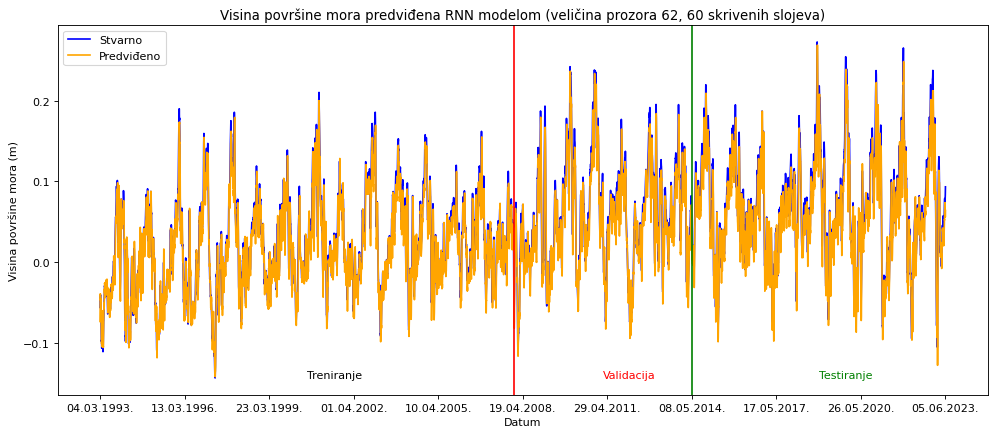 Visina površine mora predviđena RNN modelom (veličina prozora 62, 60 skrivenih slojeva)
Stvarno
Predviđeno
Visina površine mora (m)
0.2
0.1
0.0
−0.1
Treniranje
Validacija
Testiranje
04.03.1993. 13.03.1996. 23.03.1999. 01.04.2002. 10.04.2005. 19.04.2008. 29.04.2011. 08.05.2014. 17.05.2017. 26.05.2020. 05.06.2023.
Datum